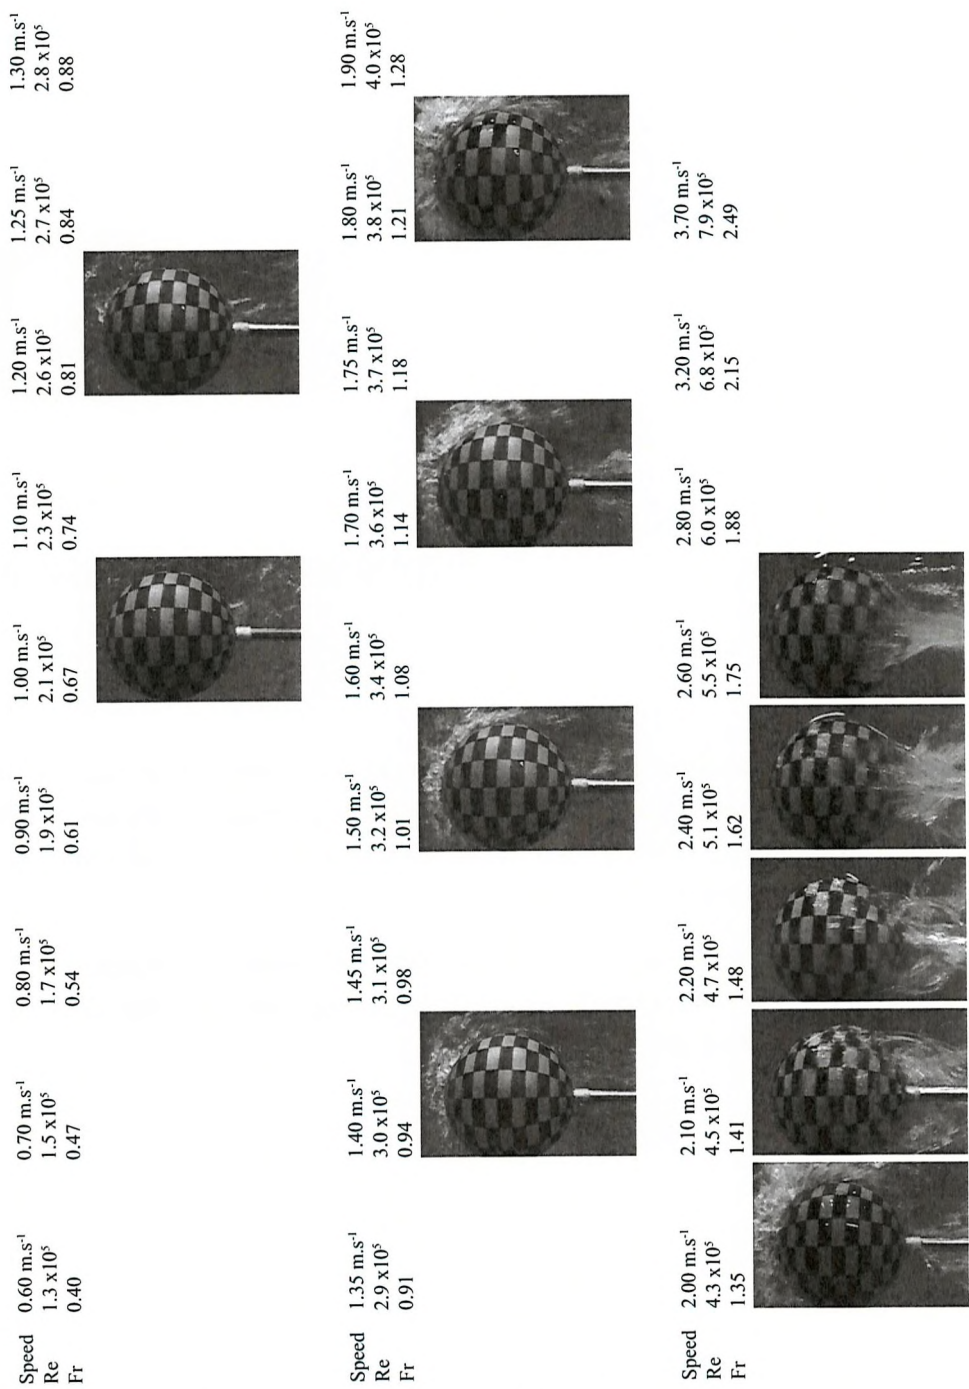 Speed 0.60 m.s⁻¹ 0.70 m.s⁻¹ 0.80 m.s⁻¹ 0.90 m.s⁻¹ 1.00 m.s⁻¹ 1.10 m.s⁻¹ 1.20 m.s⁻¹ 1.25 m.s⁻¹ 1.30 m.s⁻¹
Re 1.3 x10⁵ 1.5 x10⁵ 1.7 x10⁵ 1.9 x10⁵ 2.1 x10⁵ 2.3 x10⁵ 2.6 x10⁵ 2.7 x10⁵ 2.8 x10⁵
Fr 0.40 0.47 0.54 0.61 0.67 0.74 0.81 0.84 0.88
Speed 1.35 m.s⁻¹ 1.40 m.s⁻¹ 1.45 m.s⁻¹ 1.50 m.s⁻¹ 1.60 m.s⁻¹ 1.70 m.s⁻¹ 1.75 m.s⁻¹ 1.80 m.s⁻¹ 1.90 m.s⁻¹
Re 2.9 x10⁵ 3.0 x10⁵ 3.1 x10⁵ 3.2 x10⁵ 3.4 x10⁵ 3.6 x10⁵ 3.7 x10⁵ 3.8 x10⁵ 4.0 x10⁵
Fr 0.91 0.94 0.98 1.01 1.08 1.14 1.18 1.21 1.28
Speed 2.00 m.s⁻¹ 2.10 m.s⁻¹ 2.20 m.s⁻¹ 2.40 m.s⁻¹ 2.60 m.s⁻¹ 2.80 m.s⁻¹ 3.20 m.s⁻¹ 3.70 m.s⁻¹
Re 4.3 x10⁵ 4.5 x10⁵ 4.7 x10⁵ 5.1 x10⁵ 5.5 x10⁵ 6.0 x10⁵ 6.8 x10⁵ 7.9 x10⁵
Fr 1.35 1.41 1.48 1.62 1.75 1.88 2.15 2.49